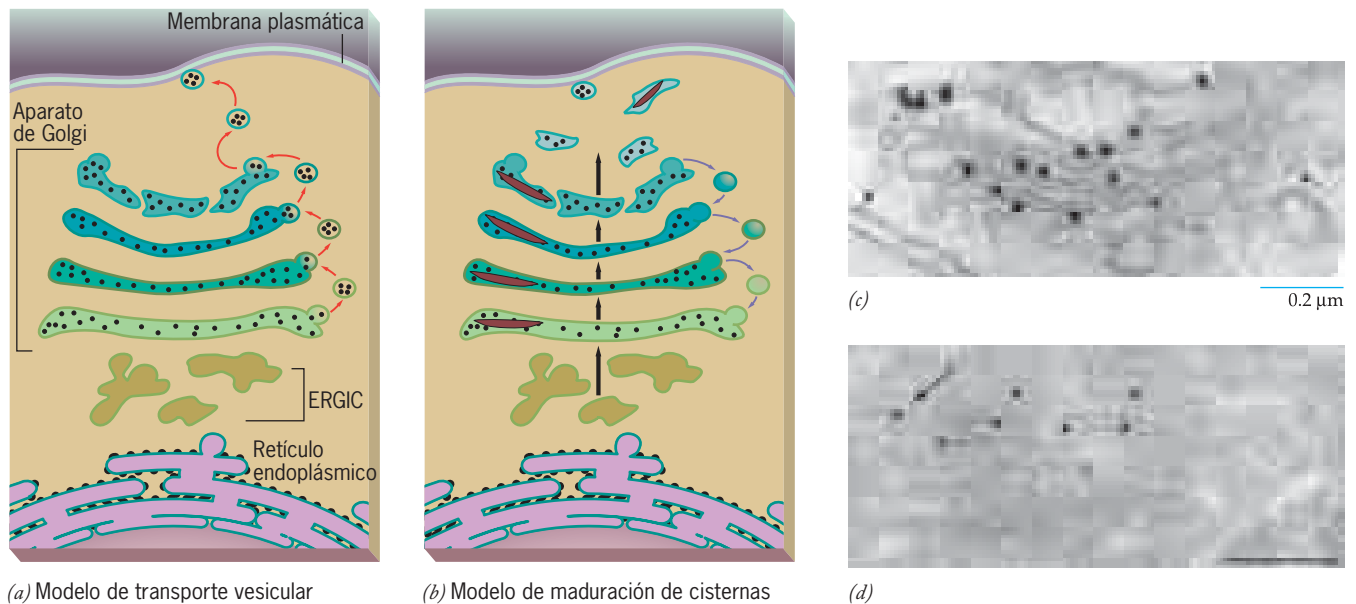 Membrana plasmática
Aparato
de Golgi
ERGIC
Retículo
endoplásmico
(a) Modelo de transporte vesicular
(b) Modelo de maduración de cisternas
(c)
0.2 µm
(d)